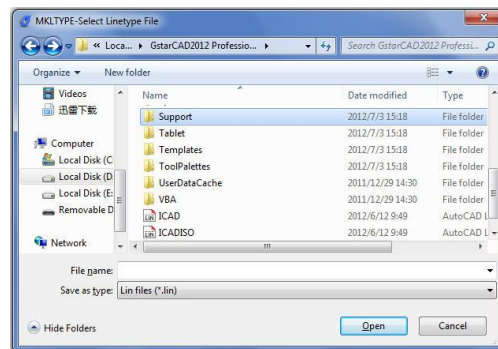 MKLTYPE-Select Linetype File
« Loca... ▸ GstarCAD2012 Professio... ▸
Search GstarCAD2012 Professi...
Organize ▾ New folder
Name Date modified Type
Videos
迅雷下载
Computer
Local Disk (C
Local Disk (D
Local Disk (E:
Removable D
Network
Support 2012/7/3 15:18 File folder
Tablet 2012/7/3 15:18 File folder
Templates 2012/7/3 15:18 File folder
ToolPalettes 2012/7/3 15:18 File folder
UserDataCache 2011/12/29 14:30 File folder
VBA 2011/12/29 14:30 File folder
ICAD 2012/6/12 9:49 AutoCAD L
ICADISO 2012/6/12 9:49 AutoCAD L
File name:
Save as type: Lin files (*.lin)
Hide Folders
Open Cancel